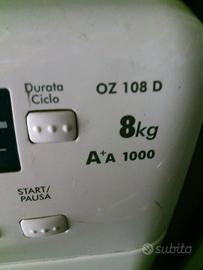 Durata
Ciclo
OZ 108 D
8kg
A+A 1000
START/
PAUSA
subito